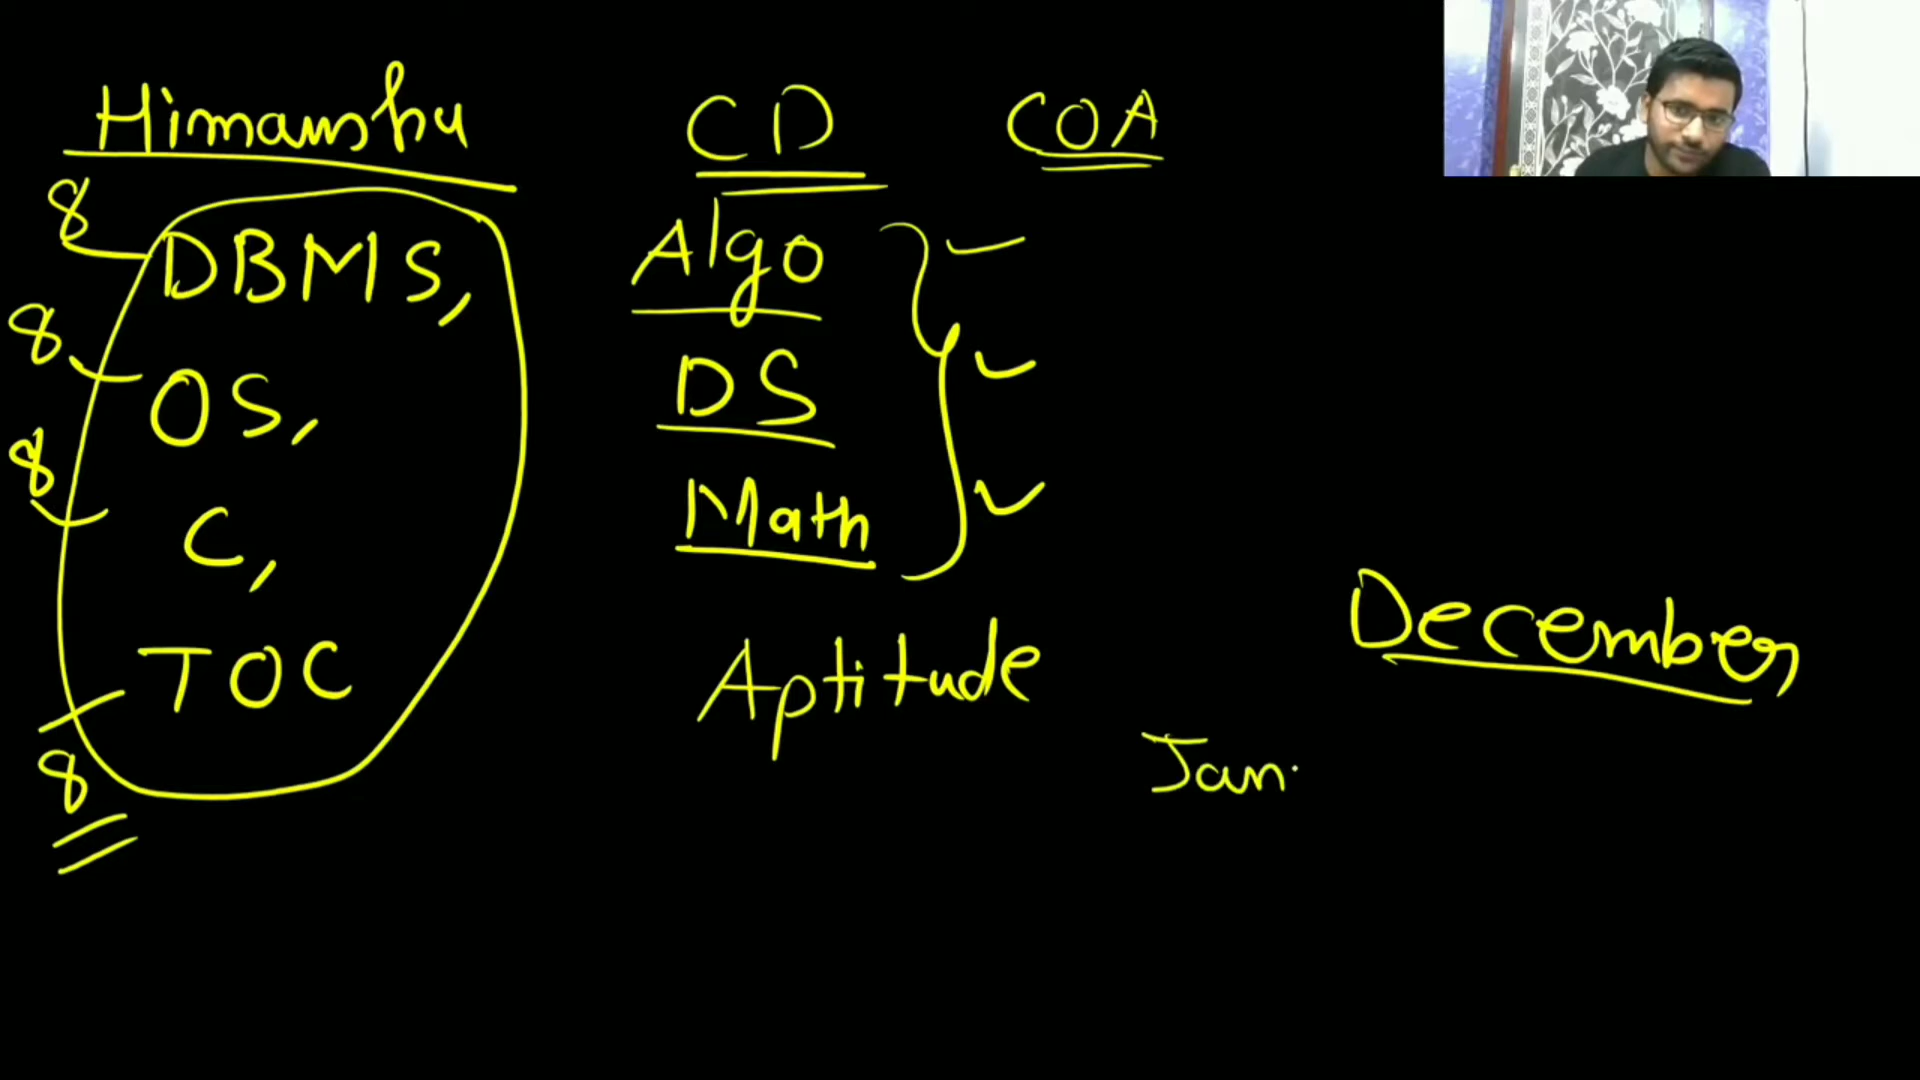 Himanshu CD COA
8 DBMS, Algo
8 OS, DS
8 C, Math
TOC Aptitude December
8 Jan.